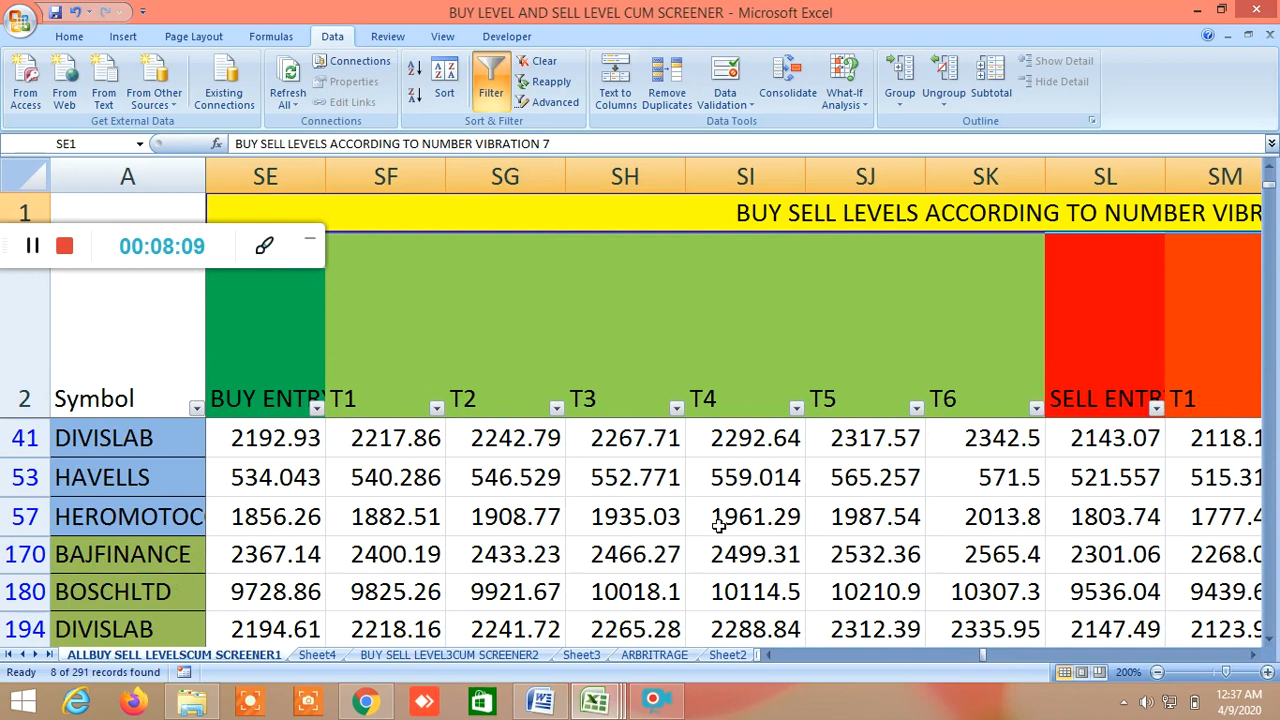 BUY LEVEL AND SELL LEVEL CUM SCREENER - Microsoft Excel
Home Insert Page Layout Formulas Data Review View Developer
From Access From Web From Text From Other Sources Existing Connections
Get External Data
Refresh All Connections Properties Edit Links
Connections
Sort Filter Clear Reapply Advanced
Sort & Filter
Text to Columns Remove Duplicates Data Validation Consolidate What-If Analysis
Data Tools
Group Ungroup Subtotal Show Detail Hide Detail
Outline
SE1 fx BUY SELL LEVELS ACCORDING TO NUMBER VIBRATION 7
A SE SF SG SH SI SJ SK SL SM
1 BUY SELL LEVELS ACCORDING TO NUMBER VIBR
00:08:09
2 Symbol BUY ENTRY T1 T2 T3 T4 T5 T6 SELL ENTR T1
41 DIVISLAB 2192.93 2217.86 2242.79 2267.71 2292.64 2317.57 2342.5 2143.07 2118.1
53 HAVELLS 534.043 540.286 546.529 552.771 559.014 565.257 571.5 521.557 515.31
57 HEROMOTOC 1856.26 1882.51 1908.77 1935.03 1961.29 1987.54 2013.8 1803.74 1777.4
170 BAJFINANCE 2367.14 2400.19 2433.23 2466.27 2499.31 2532.36 2565.4 2301.06 2268.0
180 BOSCHLTD 9728.86 9825.26 9921.67 10018.1 10114.5 10210.9 10307.3 9536.04 9439.6
194 DIVISLAB 2194.61 2218.16 2241.72 2265.28 2288.84 2312.39 2335.95 2147.49 2123.9
ALLBUY SELL LEVELSCUM SCREENER1 Sheet4 BUY SELL LEVEL3CUM SCREENER2 Sheet3 ARBRITRAGE Sheet2
Ready 8 of 291 records found 200%
12:37 AM
4/9/2020